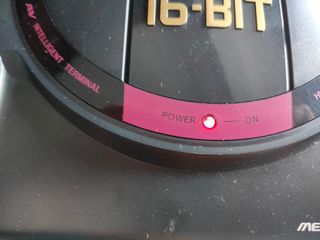 16-BIT
AV INTELLIGENT TERMINAL
POWER ON